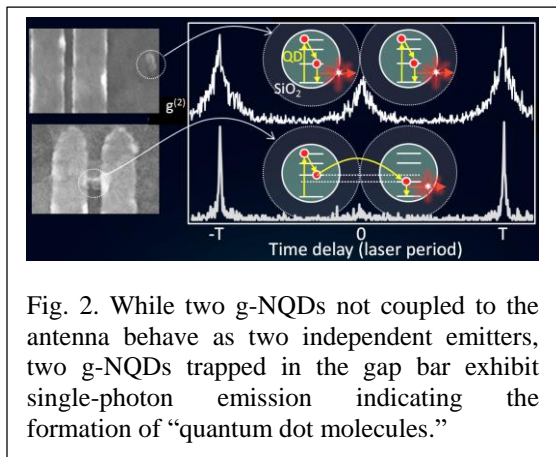 g(2)
QD
SiO2
-T
0
T
Time delay (laser period)
Fig. 2. While two g-NQDs not coupled to the
antenna behave as two independent emitters,
two g-NQDs trapped in the gap bar exhibit
single-photon emission indicating the
formation of “quantum dot molecules.”